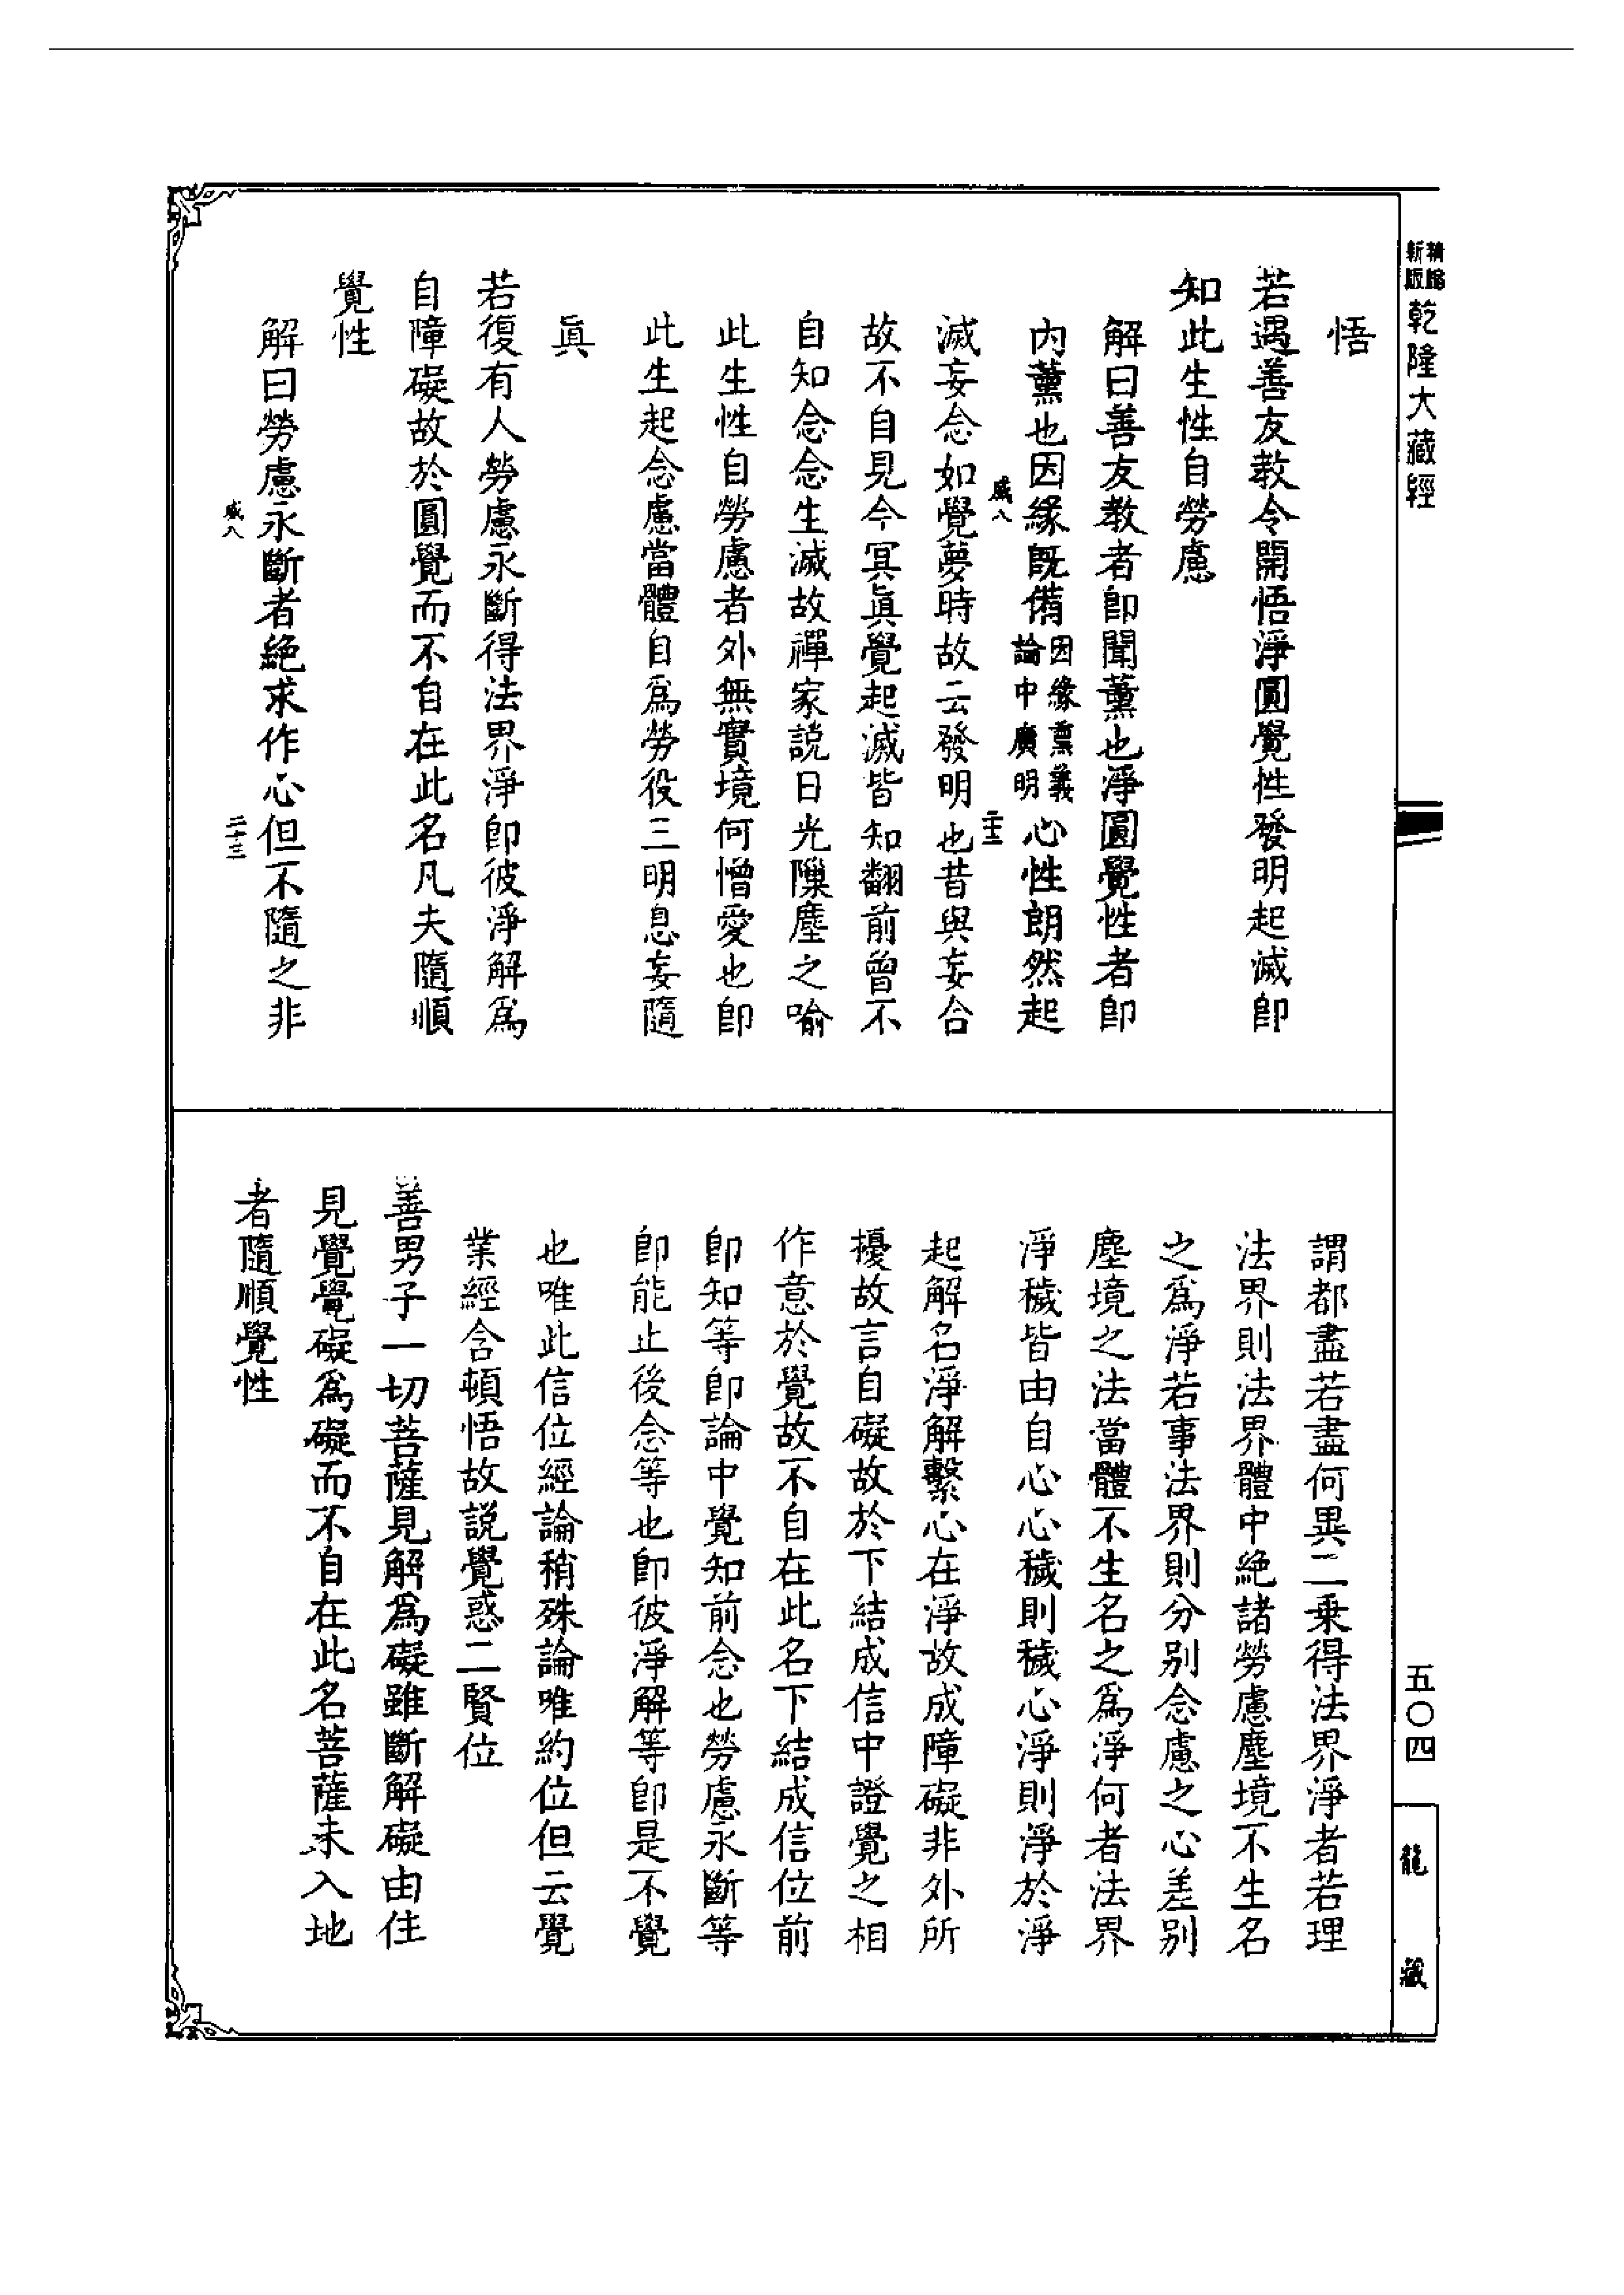 新版精縮乾隆大藏經
悟
若遇善友教令開悟淨圓覺性發明起滅卽
知此生性自勞慮
解曰善友教者卽聞薰也淨圓覺性者卽
內薰也因緣旣備因緣熏義論中廣明心性朗然起
滅妄念如覺夢時故云發明也昔與妄合
故不自見今冥眞覺起滅皆知翻前曾不
自知念念生滅故禪家說日光隟塵之喻
此生性自勞慮者外無實境何憎愛也卽
此生起念慮當體自爲勞役三明息妄隨
眞
若復有人勞慮永斷得法界淨卽彼淨解爲
自障礙故於圓覺而不自在此名凡夫隨順
覺性
解曰勞慮永斷者絕求作心但不隨之非
謂都盡若盡何異二乘得法界淨者若理
法界則法界體中絕諸勞慮塵境不生名
之爲淨若事法界則分別念慮之心差別
塵境之法當體不生名之爲淨何者法界
淨穢皆由自心心穢則穢心淨則淨於淨
起解名淨解繫心在淨故成障礙非外所
擾故言自礙故於下結成信中證覺之相
作意於覺故不自在此名下結成信位前
卽知等卽論中覺知前念也勞慮永斷等
卽能止後念等也卽彼淨解等卽是不覺
也唯此信位經論稍殊論唯約位但云覺
業經含頓悟故說覺惑二賢位
善男子一切菩薩見解爲礙雖斷解礙由住
見覺覺礙爲礙而不自在此名菩薩未入地
者隨順覺性
五〇四
龍藏